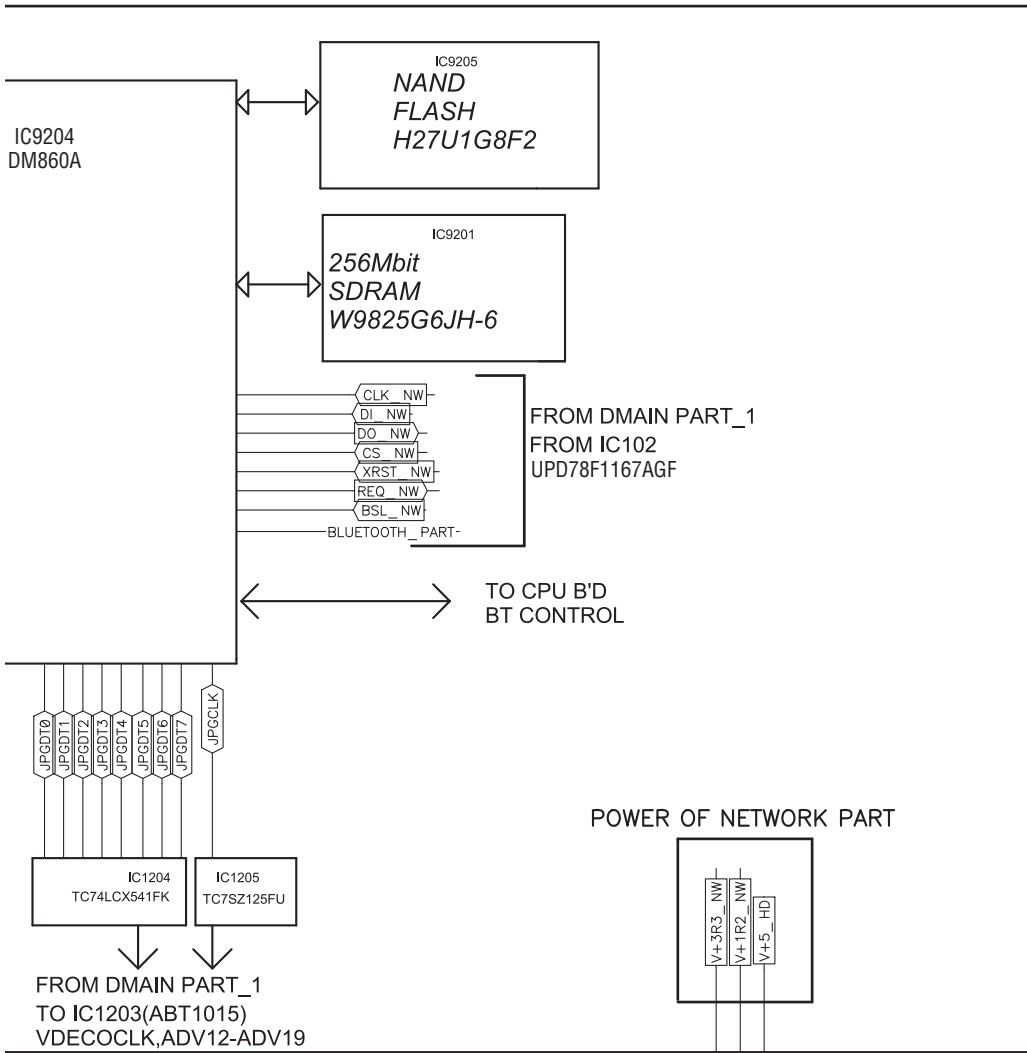 IC9205
NAND
FLASH
H27U1G8F2
IC9204
DM860A
IC9201
256Mbit
SDRAM
W9825G6JH-6
CLK_NW
DI_NW
DO_NW
CS_NW
XRST_NW
REQ_NW
BSL_NW
BLUETOOTH_PART
FROM DMAIN PART_1
FROM IC102
UPD78F1167AGF
TO CPU B'D
BT CONTROL
JPGDT0
JPGDT1
JPGDT2
JPGDT3
JPGDT4
JPGDT5
JPGDT6
JPGDT7
JPGCLK
IC1204
TC74LCX541FK
IC1205
TC7SZ125FU
FROM DMAIN PART_1
TO IC1203(ABT1015)
VDECOCLK,ADV12-ADV19
POWER OF NETWORK PART
V+3R3_NW
V+1R2_NW
V+5_HD